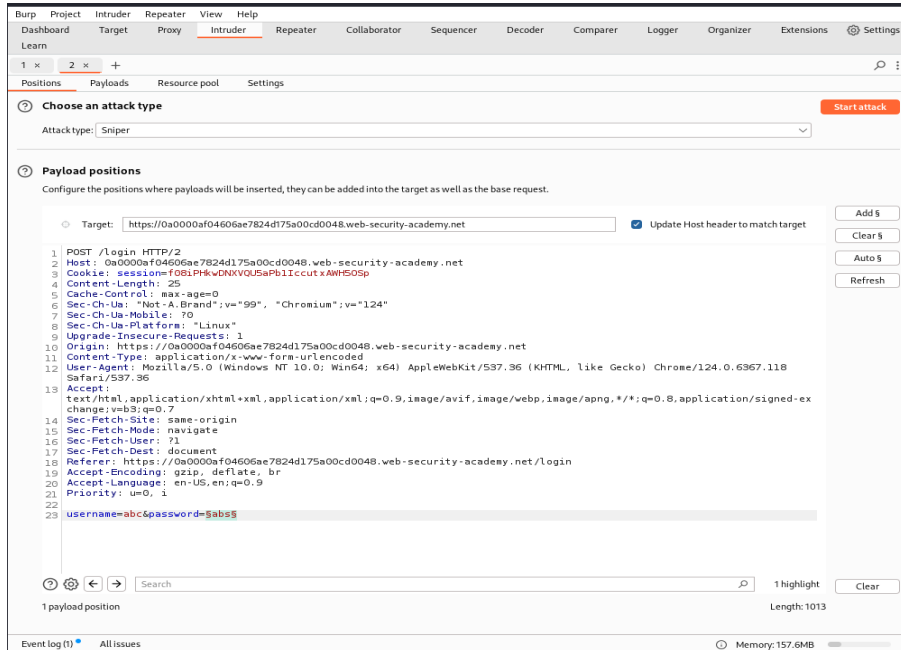 Burp Project Intruder Repeater View Help
Dashboard Target Proxy Intruder Repeater Collaborator Sequencer Decoder Comparer Logger Organizer Extensions Settings
Learn
1 × 2 × +
Positions Payloads Resource pool Settings
? Choose an attack type
Start attack
Attack type: Sniper
? Payload positions
Configure the positions where payloads will be inserted, they can be added into the target as well as the base request.
Target: https://0a0000af04606ae7824d175a00cd0048.web-security-academy.net
Update Host header to match target
Add §
Clear §
Auto §
Refresh
1 POST /login HTTP/2
2 Host: 0a0000af04606ae7824d175a00cd0048.web-security-academy.net
3 Cookie: session=f08iPHkwDNXVQU5aPb1IccutxAWH5OSp
4 Content-Length: 25
5 Cache-Control: max-age=0
6 Sec-Ch-Ua: "Not-A.Brand";v="99", "Chromium";v="124"
7 Sec-Ch-Ua-Mobile: ?0
8 Sec-Ch-Ua-Platform: "Linux"
9 Upgrade-Insecure-Requests: 1
10 Origin: https://0a0000af04606ae7824d175a00cd0048.web-security-academy.net
11 Content-Type: application/x-www-form-urlencoded
12 User-Agent: Mozilla/5.0 (Windows NT 10.0; Win64; x64) AppleWebKit/537.36 (KHTML, like Gecko) Chrome/124.0.6367.118
Safari/537.36
13 Accept:
text/html,application/xhtml+xml,application/xml;q=0.9,image/avif,image/webp,image/apng,*/*;q=0.8,application/signed-ex
change;v=b3;q=0.7
14 Sec-Fetch-Site: same-origin
15 Sec-Fetch-Mode: navigate
16 Sec-Fetch-User: ?1
17 Sec-Fetch-Dest: document
18 Referer: https://0a0000af04606ae7824d175a00cd0048.web-security-academy.net/login
19 Accept-Encoding: gzip, deflate, br
20 Accept-Language: en-US,en;q=0.9
21 Priority: u=0, i
22
23 username=abc&password=§abs§
? Search 1 highlight Clear
1 payload position Length: 1013
Event log (1) All issues Memory: 157.6MB